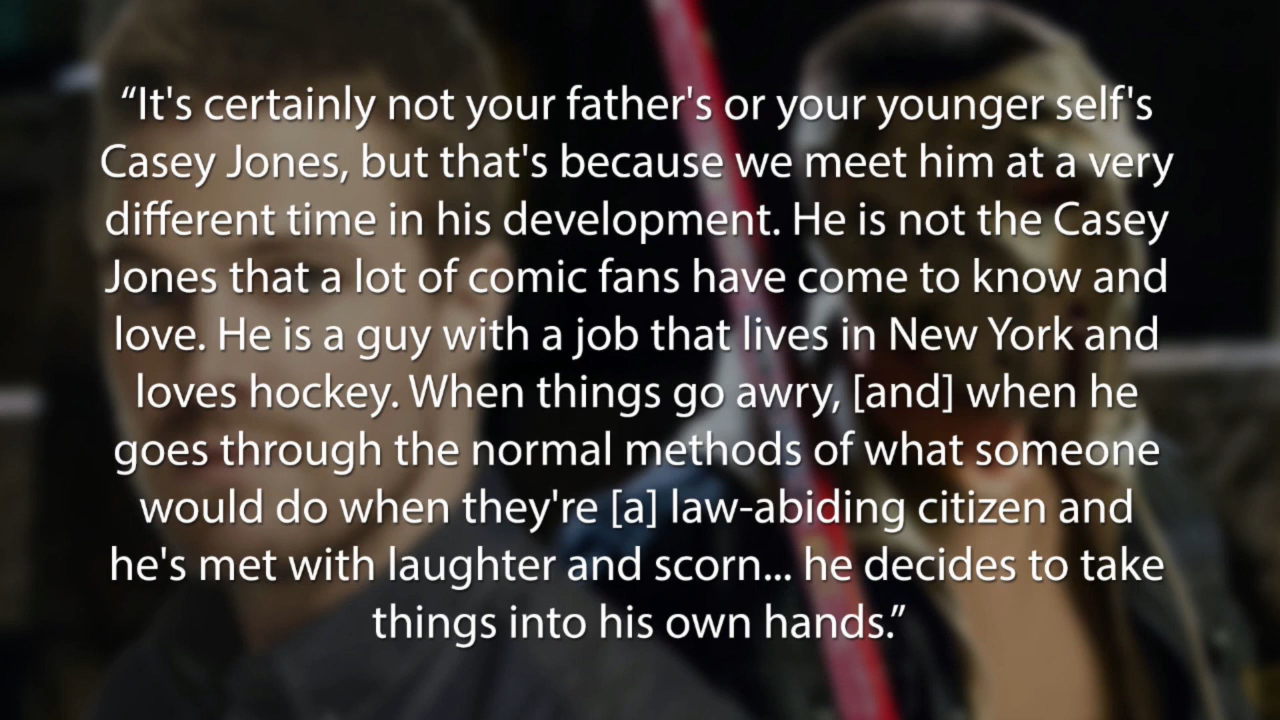 “It's certainly not your father's or your younger self's
Casey Jones, but that's because we meet him at a very
different time in his development. He is not the Casey
Jones that a lot of comic fans have come to know and
love. He is a guy with a job that lives in New York and
loves hockey. When things go awry, [and] when he
goes through the normal methods of what someone
would do when they're [a] law-abiding citizen and
he's met with laughter and scorn... he decides to take
things into his own hands.”